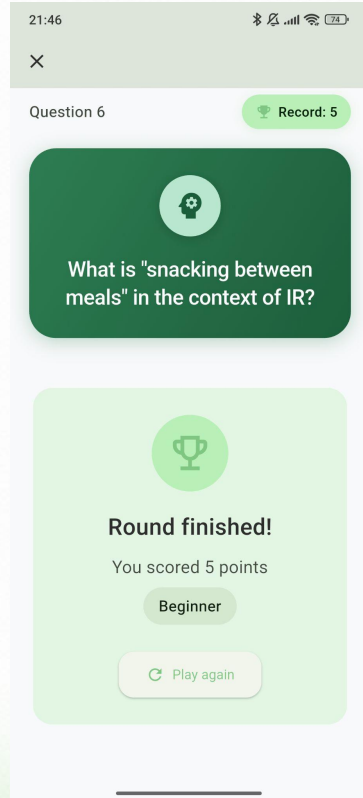 21:46
74
Question 6
Record: 5
What is "snacking between
meals" in the context of IR?
Round finished!
You scored 5 points
Beginner
Play again